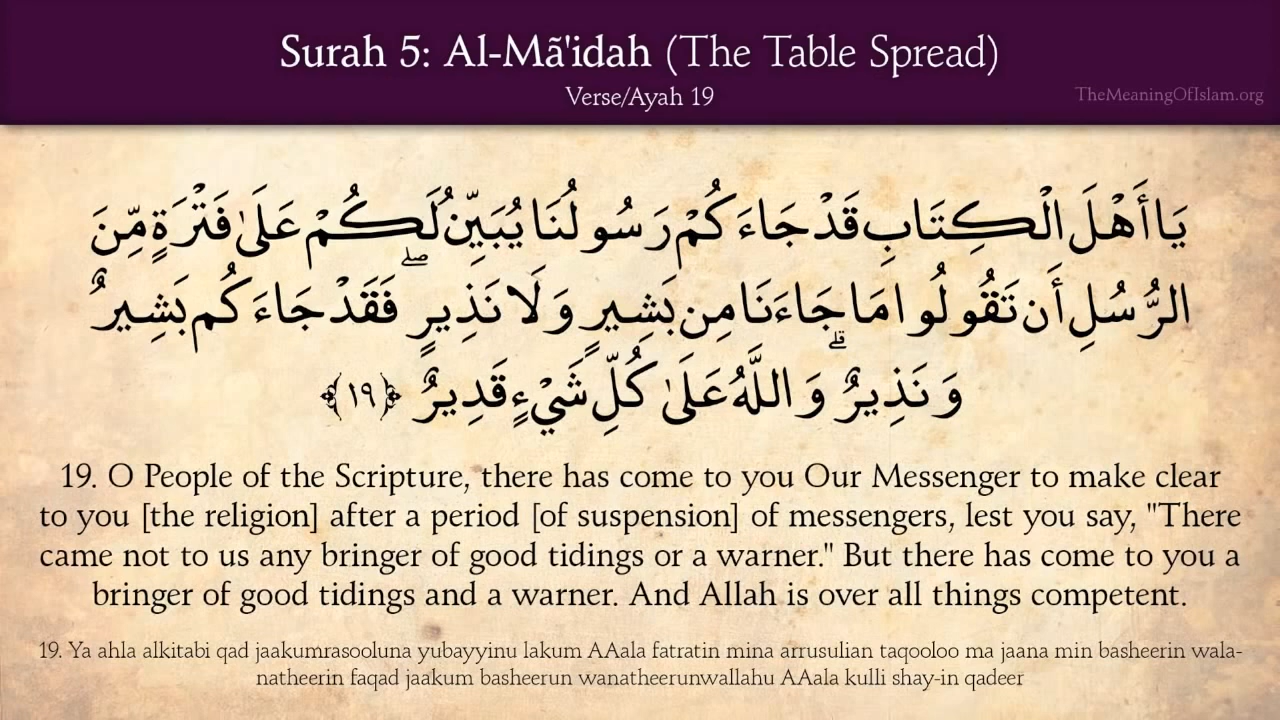 Surah 5: Al-Mã'idah (The Table Spread)
Verse/Ayah 19
TheMeaningOfIslam.org
يَا أَهْلَ الْكِتَابِ قَدْ جَاءَكُمْ رَسُولُنَا يُبَيِّنُ لَكُمْ عَلَىٰ فَتْرَةٍ مِّنَ
الرُّسُلِ أَن تَقُولُوا مَا جَاءَنَا مِن بَشِيرٍ وَلَا نَذِيرٍ ۖ فَقَدْ جَاءَكُم بَشِيرٌ
وَنَذِيرٌ ۗ وَاللَّهُ عَلَىٰ كُلِّ شَيْءٍ قَدِيرٌ ﴿١٩﴾
19. O People of the Scripture, there has come to you Our Messenger to make clear
to you [the religion] after a period [of suspension] of messengers, lest you say, "There
came not to us any bringer of good tidings or a warner." But there has come to you a
bringer of good tidings and a warner. And Allah is over all things competent.
19. Ya ahla alkitabi qad jaakumrasooluna yubayyinu lakum AAala fatratin mina arrusulian taqooloo ma jaana min basheerin wala-
natheerin faqad jaakum basheerun wanatheerunwallahu AAala kulli shay-in qadeer